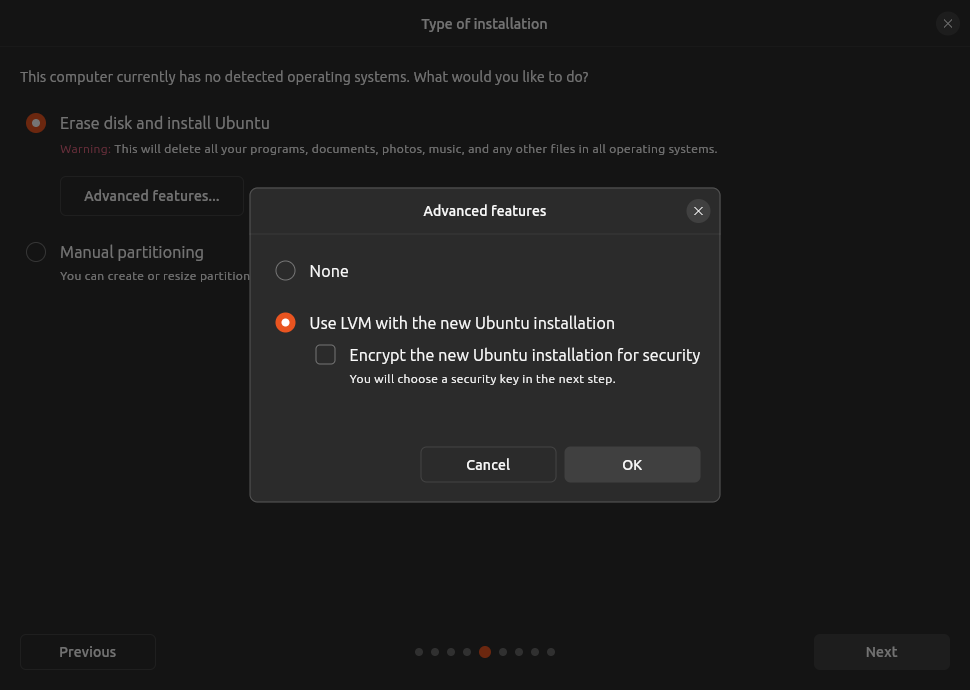 Type of installation
This computer currently has no detected operating systems. What would you like to do?
Erase disk and install Ubuntu
Warning: This will delete all your programs, documents, photos, music, and any other files in all operating systems.
Advanced features...
Manual partitioning
You can create or resize partition
Advanced features
None
Use LVM with the new Ubuntu installation
Encrypt the new Ubuntu installation for security
You will choose a security key in the next step.
Cancel
OK
Previous
Next